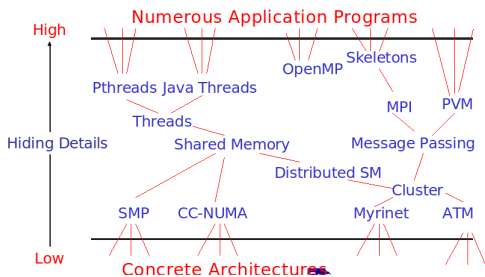 Numerous Application Programs
High
Skeletons
OpenMP
Pthreads Java Threads
MPI PVM
Threads
Hiding Details Shared Memory Message Passing
Distributed SM
Cluster
SMP CC-NUMA Myrinet ATM
Low
Concrete Architectures